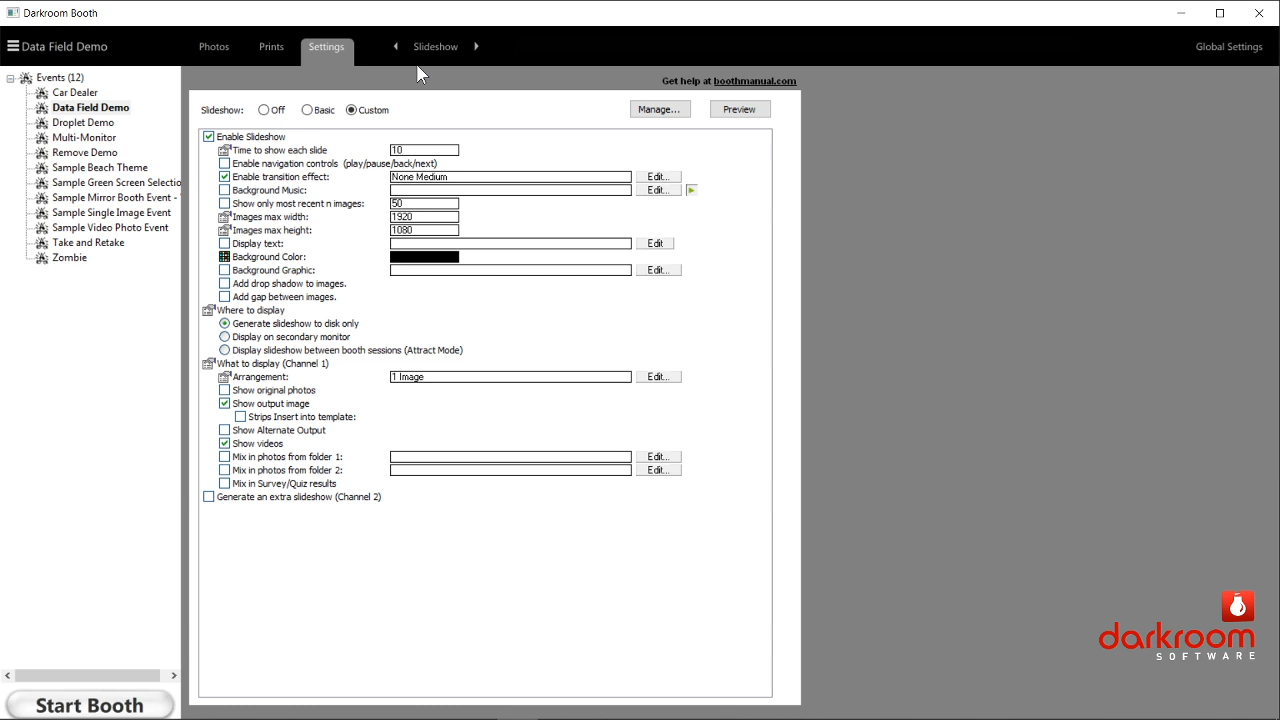 Darkroom Booth
Data Field Demo
Photos
Prints
Settings
Slideshow
Global Settings
Events (12)
Car Dealer
Data Field Demo
Droplet Demo
Multi-Monitor
Remove Demo
Sample Beach Theme
Sample Green Screen Selectio
Sample Mirror Booth Event -
Sample Single Image Event
Sample Video Photo Event
Take and Retake
Zombie
Start Booth
Get help at boothmanual.com
Slideshow: Off Basic Custom Manage... Preview
Enable Slideshow
Time to show each slide 10
Enable navigation controls (play/pause/back/next)
Enable transition effect: None Medium Edit...
Background Music: Edit...
Show only most recent n images: 50
Images max width: 1920
Images max height: 1080
Display text: Edit
Background Color:
Background Graphic: Edit...
Add drop shadow to images.
Add gap between images.
Where to display
Generate slideshow to disk only
Display on secondary monitor
Display slideshow between booth sessions (Attract Mode)
What to display (Channel 1)
Arrangement: 1 Image Edit...
Show original photos
Show output image
Strips Insert into template:
Show Alternate Output
Show videos
Mix in photos from folder 1: Edit...
Mix in photos from folder 2: Edit...
Mix in Survey/Quiz results
Generate an extra slideshow (Channel 2)
darkroom
SOFTWARE